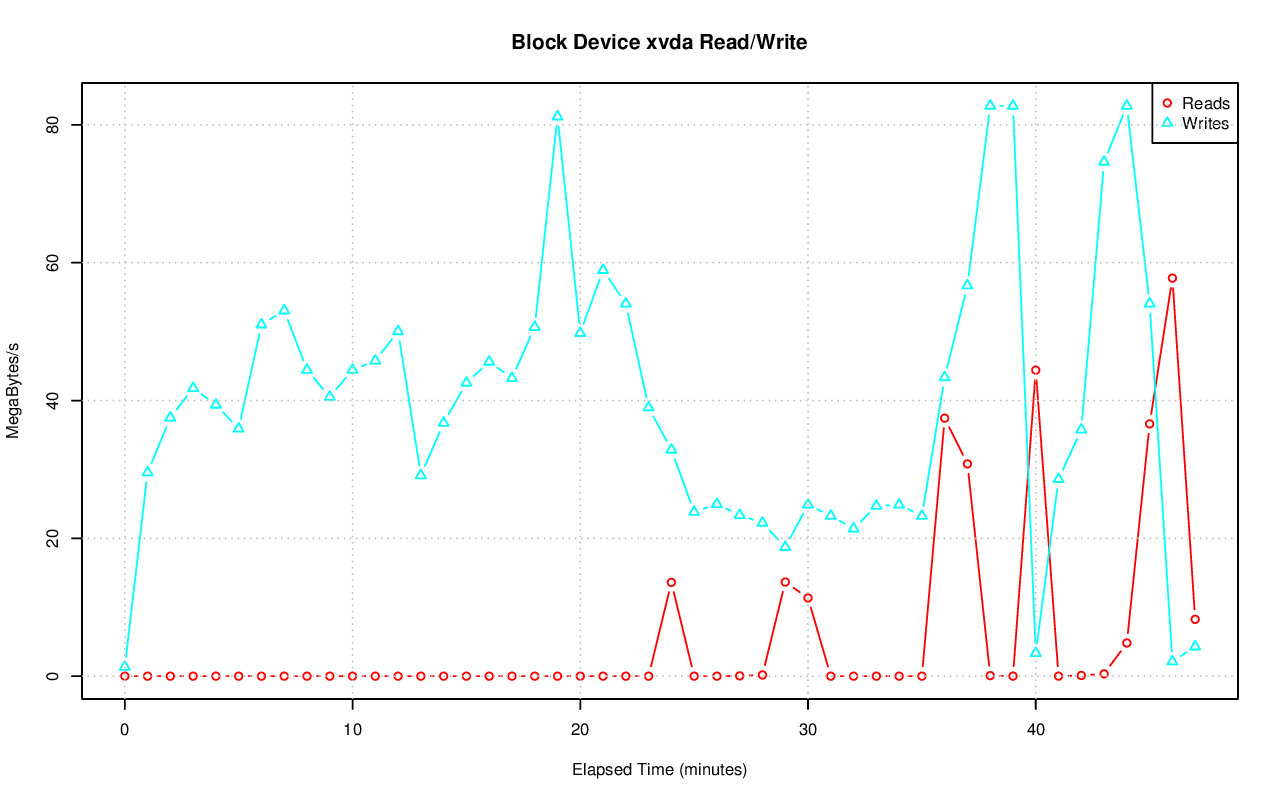 Block Device xvda Read/Write
Reads
Writes
80
60
40
20
0
MegaBytes/s
0 10 20 30 40
Elapsed Time (minutes)